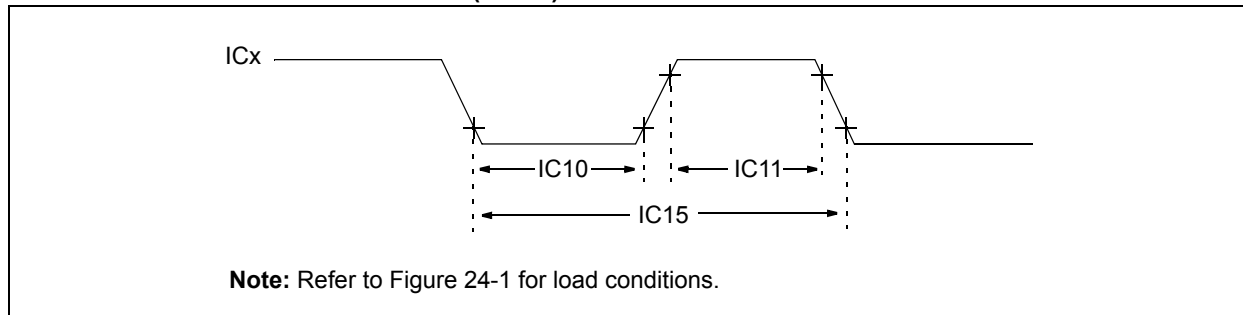 ICx
IC10
IC11
IC15
Note: Refer to Figure 24-1 for load conditions.